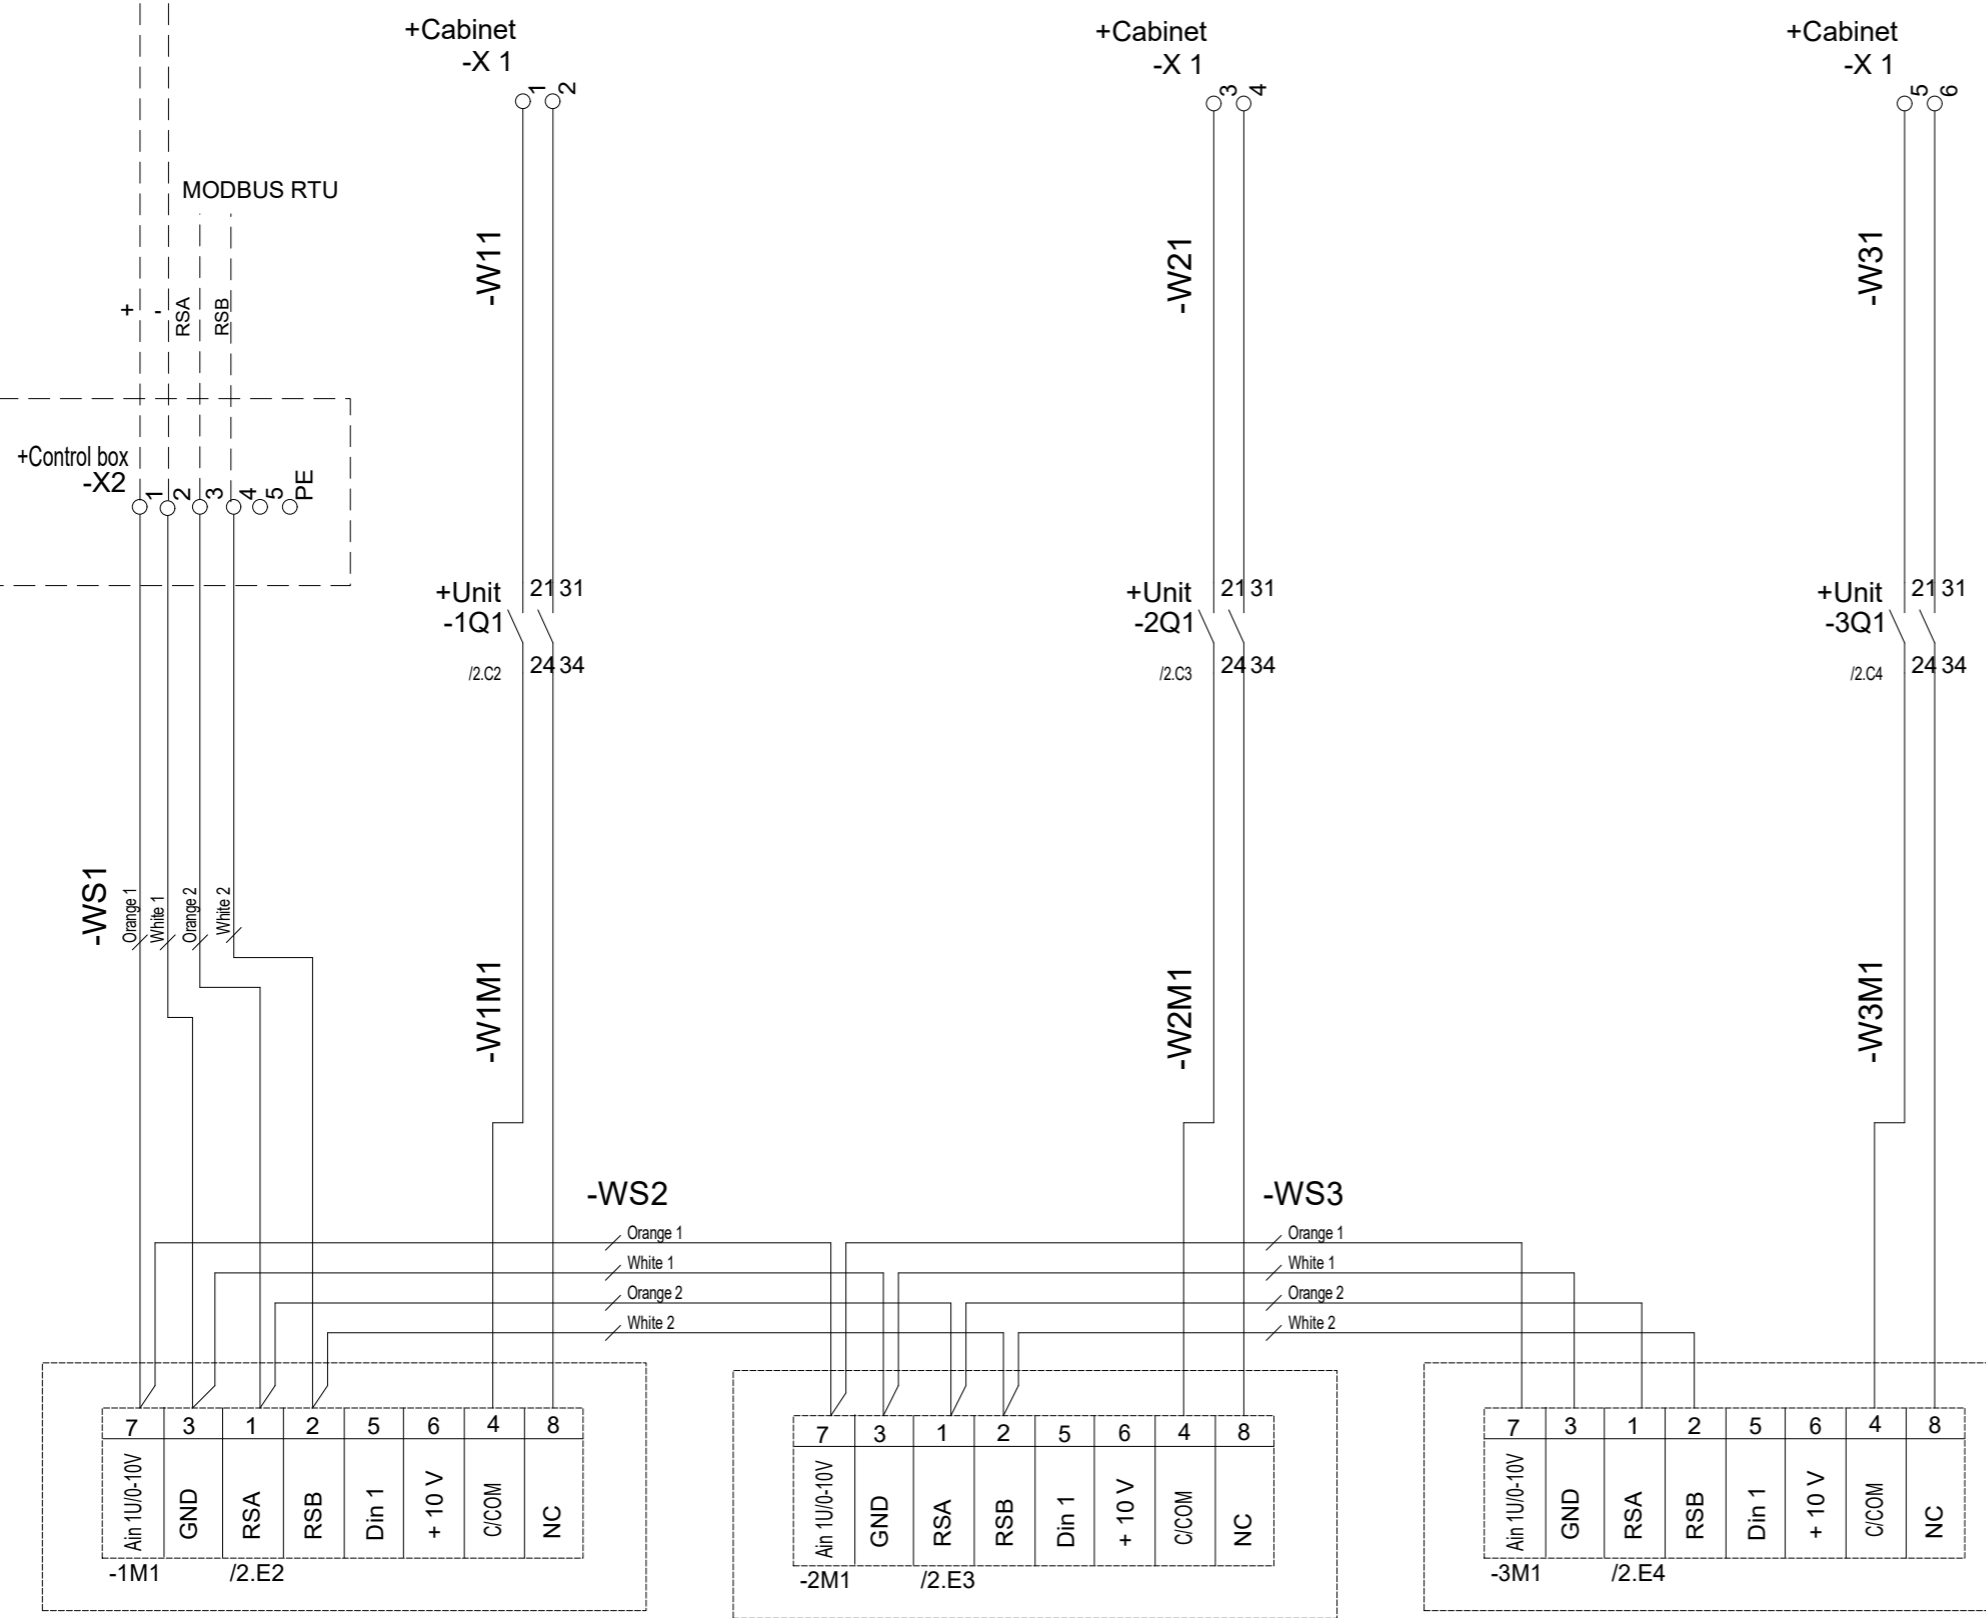 +Cabinet
-X 1
1 2
+Cabinet
-X 1
3 4
+Cabinet
-X 1
5 6
MODBUS RTU
-W11
-W21
-W31
+ - RSA RSB
+Control box
-X2
1 2 3 4 5 PE
+Unit 21 31
-1Q1
/2.C2 24 34
+Unit 21 31
-2Q1
/2.C3 24 34
+Unit 21 31
-3Q1
/2.C4 24 34
-WS1
Orange 1
White 1
Orange 2
White 2
-W1M1
-W2M1
-W3M1
-WS2
Orange 1
White 1
Orange 2
White 2
-WS3
Orange 1
White 1
Orange 2
White 2
7 3 1 2 5 6 4 8
Ain 1U/0-10V GND RSA RSB Din 1 + 10 V C/COM NC
-1M1 /2.E2
7 3 1 2 5 6 4 8
Ain 1U/0-10V GND RSA RSB Din 1 + 10 V C/COM NC
-2M1 /2.E3
7 3 1 2 5 6 4 8
Ain 1U/0-10V GND RSA RSB Din 1 + 10 V C/COM NC
-3M1 /2.E4